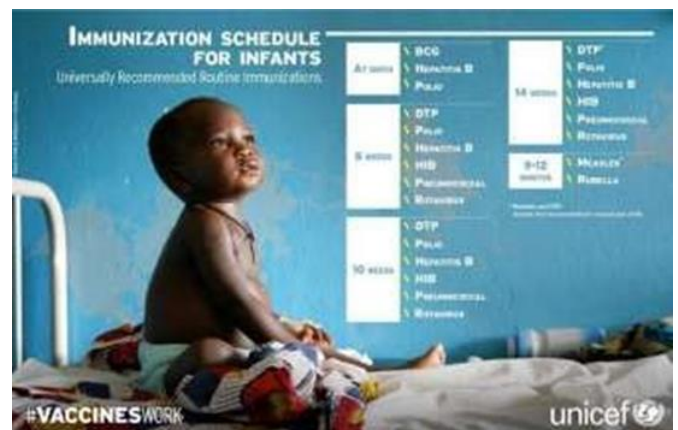 IMMUNIZATION SCHEDULE
FOR INFANTS
Universally Recommended Routine Immunizations
AT BIRTH
BCG
HEPATITIS B
POLIO
6 WEEKS
DTP
POLIO
HEPATITIS B
HIB
PNEUMOCOCCAL
ROTAVIRUS
10 WEEKS
DTP
POLIO
HEPATITIS B
HIB
PNEUMOCOCCAL
ROTAVIRUS
14 WEEKS
DTP*
POLIO
HEPATITIS B
HIB
PNEUMOCOCCAL
ROTAVIRUS
9-12
MONTHS
MEASLES*
RUBELLA
#VACCINESWORK
unicef